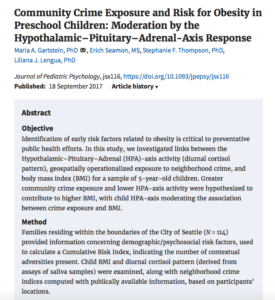 Community Crime Exposure and Risk for Obesity in
Preschool Children: Moderation by the
Hypothalamic–Pituitary–Adrenal-Axis Response
Maria A. Gartstein, PhD, Erich Seamon, MS, Stephanie F. Thompson, PhD,
Liliana J. Lengua, PhD
Journal of Pediatric Psychology, jsx116, https://doi.org/10.1093/jpepsy/jsx116
Published: 18 September 2017 Article history
Abstract
Objective
Identification of early risk factors related to obesity is critical to preventative
public health efforts. In this study, we investigated links between the
Hypothalamic–Pituitary–Adrenal (HPA)-axis activity (diurnal cortisol
pattern), geospatially operationalized exposure to neighborhood crime, and
body mass index (BMI) for a sample of 5-year-old children. Greater
community crime exposure and lower HPA-axis activity were hypothesized to
contribute to higher BMI, with child HPA-axis moderating the association
between crime exposure and BMI.
Method
Families residing within the boundaries of the City of Seattle (N = 114)
provided information concerning demographic/psychosocial risk factors, used
to calculate a Cumulative Risk Index, indicating the number of contextual
adversities present. Child BMI and diurnal cortisol pattern (derived from
assays of saliva samples) were examined, along with neighborhood crime
indices computed with publically available information, based on participants'
locations.